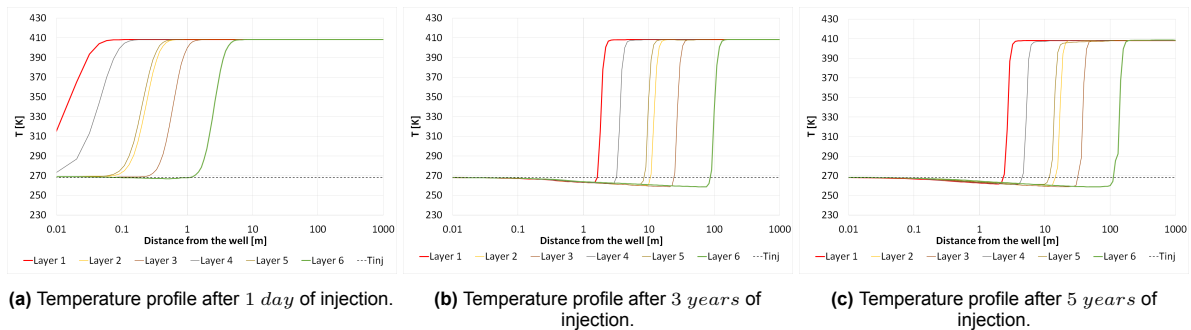 430
410
390
370
350
330
310
290
270
250
230
T [K]
0.01 0.1 1 10 100 1000
Distance from the well [m]
Layer 1 Layer 2 Layer 3 Layer 4 Layer 5 Layer 6 Tinj
(a) Temperature profile after 1 day of injection.
430
410
390
370
350
330
310
290
270
250
230
T [K]
0.01 0.1 1 10 100 1000
Distance from the well [m]
Layer 1 Layer 2 Layer 3 Layer 4 Layer 5 Layer 6 Tinj
(b) Temperature profile after 3 years of
injection.
430
410
390
370
350
330
310
290
270
250
230
T [K]
0.01 0.1 1 10 100 1000
Distance from the well [m]
Layer 1 Layer 2 Layer 3 Layer 4 Layer 5 Layer 6 Tinj
(c) Temperature profile after 5 years of
injection.